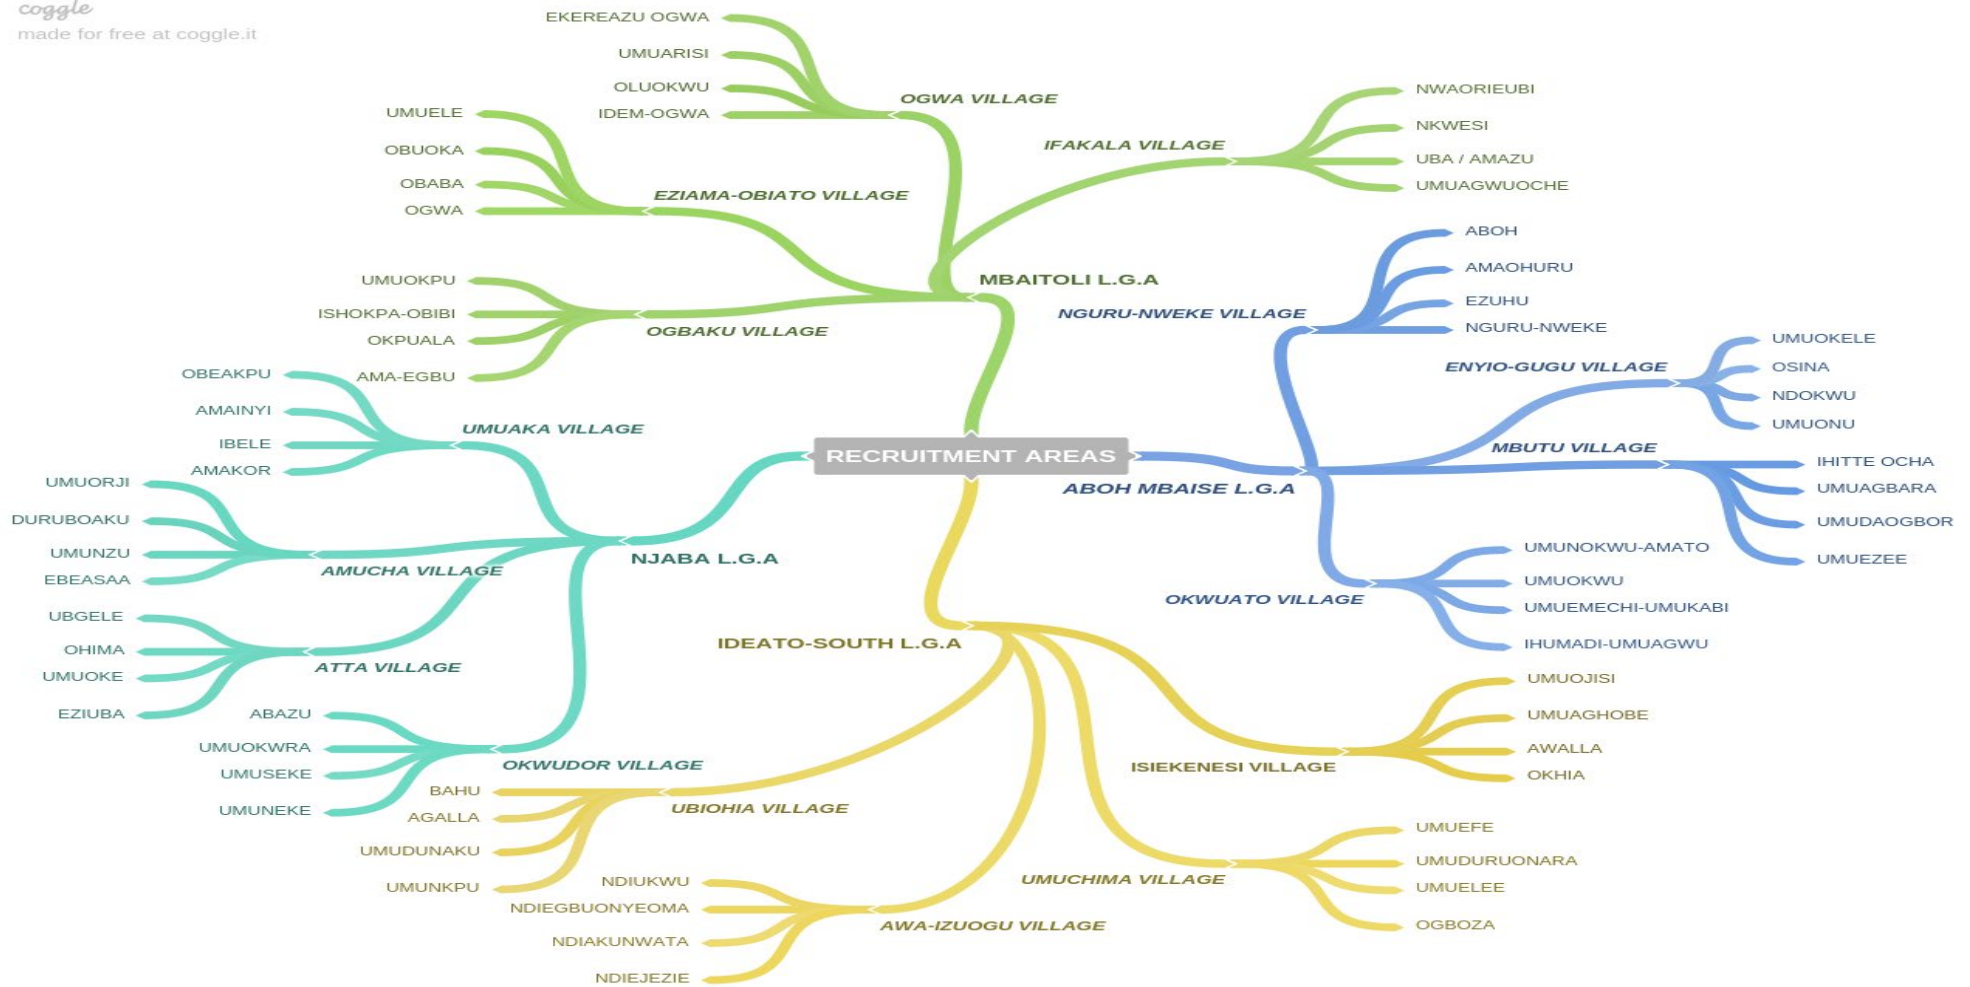 coggle
made for free at coggle.it
RECRUITMENT AREAS
MBAITOLI L.G.A
OGWA VILLAGE
EKEREAZU OGWA
UMUARISI
OLUOKWU
IDEM-OGWA
EZIAMA-OBIATO VILLAGE
UMUELE
OBUOKA
OBABA
OGWA
OGBAKU VILLAGE
UMUOKPU
ISHOKPA-OBIBI
OKPUALA
AMA-EGBU
IFAKALA VILLAGE
NWAORIEUBI
NKWESI
UBA / AMAZU
UMUAGWUOCHE
ABOH MBAISE L.G.A
NGURU-NWEKE VILLAGE
ABOH
AMAOHURU
EZUHU
NGURU-NWEKE
ENYIO-GUGU VILLAGE
UMUOKELE
OSINA
NDOKWU
UMUONU
MBUTU VILLAGE
IHITTE OCHA
UMUAGBARA
UMUDAOGBOR
UMUEZEE
OKWUATO VILLAGE
UMUNOKWU-AMATO
UMUOKWU
UMUEMECHI-UMUKABI
IHUMADI-UMUAGWU
NJABA L.G.A
UMUAKA VILLAGE
OBEAKPU
AMAINYI
IBELE
AMAKOR
AMUCHA VILLAGE
UMUORJI
DURUBOAKU
UMUNZU
EBEASAA
ATTA VILLAGE
UBGELE
OHIMA
UMUOKE
EZIUBA
OKWUDOR VILLAGE
ABAZU
UMUOKWRA
UMUSEKE
UMUNEKE
IDEATO-SOUTH L.G.A
ISIEKENESI VILLAGE
UMUOJISI
UMUAGHOBE
AWALLA
OKHIA
UBIOHIA VILLAGE
BAHU
AGALLA
UMUDUNAKU
UMUNKPU
UMUCHIMA VILLAGE
UMUEFE
UMUDURUONARA
UMUELEE
OGBOZA
AWA-IZUOGU VILLAGE
NDIUKWU
NDIEGBUONYEOMA
NDIAKUNWATA
NDIEJEZIE